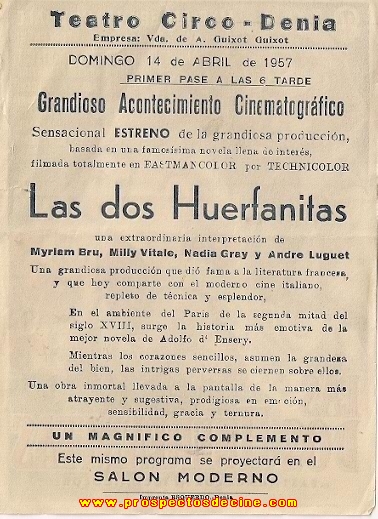 Teatro Circo - Denia
Empresa: Vda. de A. Guixot Guixot
DOMINGO 14 de ABRIL de 1957
PRIMER PASE A LAS 6 TARDE
Grandioso Acontecimiento Cinematográfico
Sensacional ESTRENO de la grandiosa producción,
basada en una famosísima novela llena de interés,
filmada totalmente en EASTMANCOLOR por TECHNICOLOR
Las dos Huerfanitas
una extraordinaria interpretación de
Myriam Bru, Milly Vitale, Nadia Gray y Andre Luguet
Una grandiosa producción que dió fama a la literatura francesa,
y que hoy comparte con el moderno cine italiano,
repleto de técnica y esplendor,
En el ambiente del Paris de la segunda mitad del
siglo XVIII, surge la historia más emotiva de la
mejor novela de Adolfo d' Ensery.
Mientras los corazones sencillos, asumen la grandeza
del bien, las intrigas perversas se ciernen sobre ellos.
Una obra inmortal llevada a la pantalla de la manera más
atrayente y sugestiva, prodigiosa en emoción,
sensibilidad, gracia y ternura.
UN MAGNIFICO COMPLEMENTO
Este mismo programa se proyectará en el
SALON MODERNO
www.prospectosdecine.com